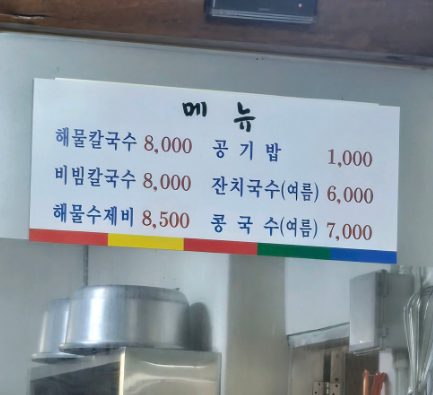 메뉴
해물칼국수 8,000 공기밥 1,000
비빔칼국수 8,000 잔치국수(여름) 6,000
해물수제비 8,500 콩국수(여름) 7,000